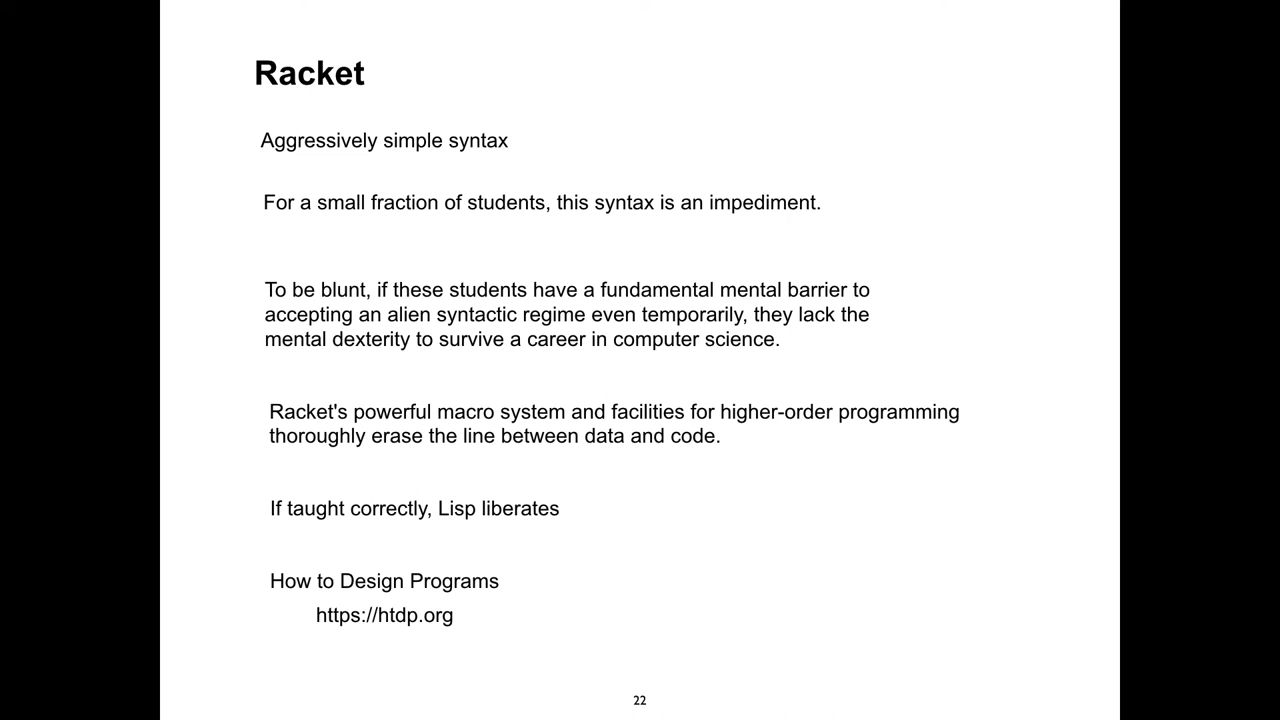 Racket
Aggressively simple syntax
For a small fraction of students, this syntax is an impediment.
To be blunt, if these students have a fundamental mental barrier to
accepting an alien syntactic regime even temporarily, they lack the
mental dexterity to survive a career in computer science.
Racket's powerful macro system and facilities for higher-order programming
thoroughly erase the line between data and code.
If taught correctly, Lisp liberates
How to Design Programs
https://htdp.org
22